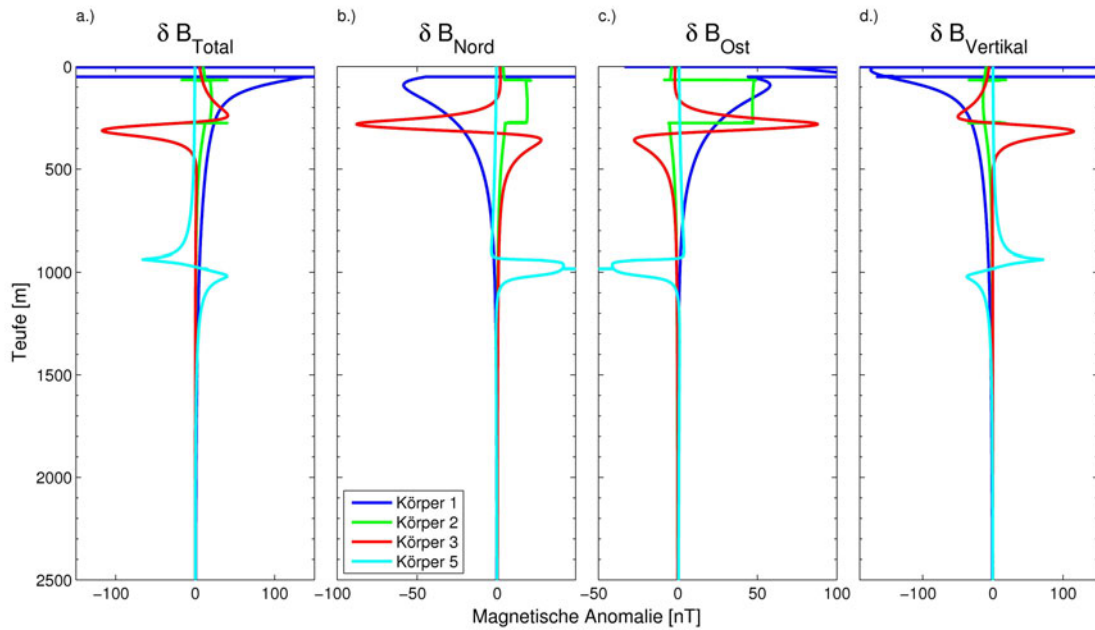 a.)
b.)
c.)
d.)
δ B_Total
δ B_Nord
δ B_Ost
δ B_Vertikal
Teufe [m]
0
500
1000
1500
2000
2500
Körper 1
Körper 2
Körper 3
Körper 5
−100 0 100
−100 −50 0
−50 0 50 100
−100 0 100
Magnetische Anomalie [nT]